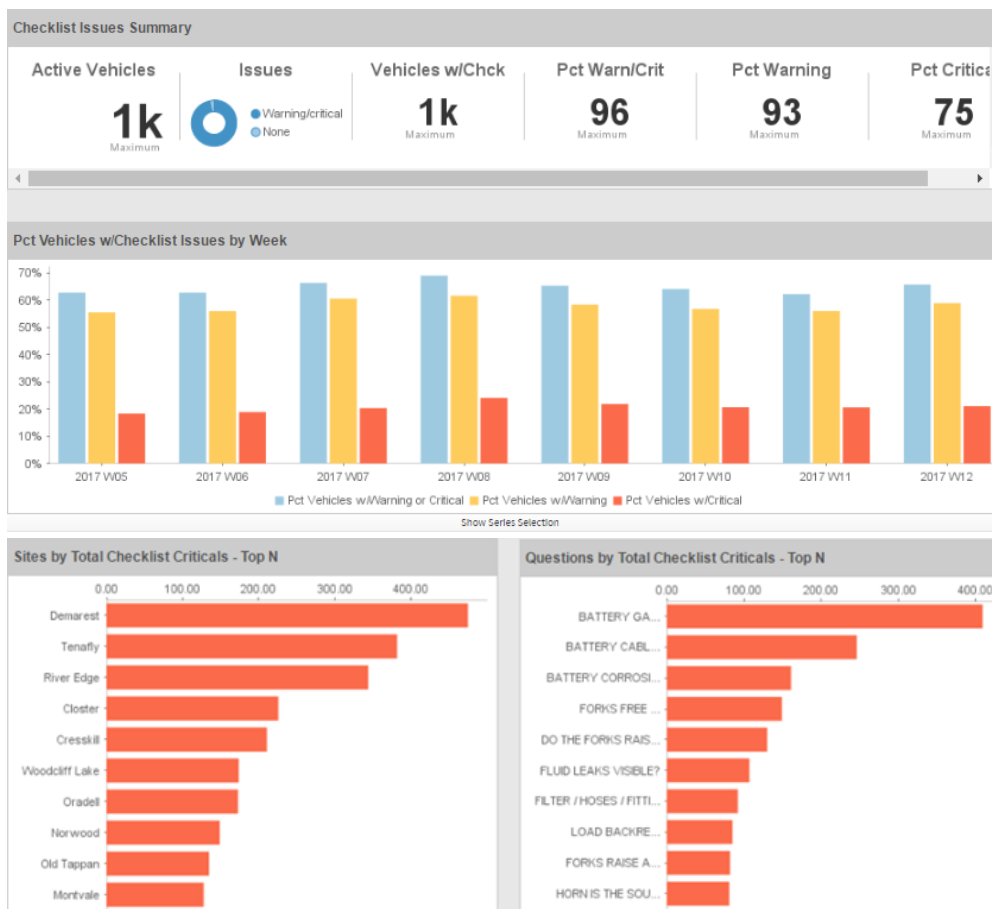 Checklist Issues Summary
Active Vehicles
1k
Maximum
Issues
Warning/critical
None
Vehicles w/Chck
1k
Maximum
Pct Warn/Crit
96
Maximum
Pct Warning
93
Maximum
Pct Critica
75
Maximum
Pct Vehicles w/Checklist Issues by Week
70%
60%
50%
40%
30%
20%
10%
0%
2017 W05 2017 W06 2017 W07 2017 W08 2017 W09 2017 W10 2017 W11 2017 W12
Pct Vehicles w/Warning or Critical Pct Vehicles w/Warning Pct Vehicles w/Critical
Show Series Selection
Sites by Total Checklist Criticals - Top N
0.00 100.00 200.00 300.00 400.00
Demarest
Tenafly
River Edge
Closter
Cresskill
Woodcliff Lake
Oradell
Norwood
Old Tappan
Montvale
Questions by Total Checklist Criticals - Top N
0.00 100.00 200.00 300.00 400.00
BATTERY GA...
BATTERY CABL...
BATTERY CORROSI...
FORKS FREE ...
DO THE FORKS RAIS...
FLUID LEAKS VISIBLE?
FILTER / HOSES / FITTI...
LOAD BACKRE...
FORKS RAISE A...
HORN IS THE SOU...